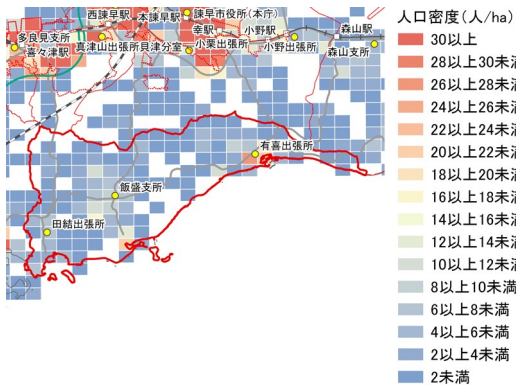 西諫早駅
本諫早駅
諫早市役所(本庁)
多良見支所
幸駅
小野駅
森山駅
喜々津駅
真津山出張所
貝津分室
小栗出張所
小野出張所
森山支所
有喜出張所
飯盛支所
田結出張所
人口密度(人/ha)
30以上
28以上30未満
26以上28未満
24以上26未満
22以上24未満
20以上22未満
18以上20未満
16以上18未満
14以上16未満
12以上14未満
10以上12未満
8以上10未満
6以上8未満
4以上6未満
2以上4未満
2未満